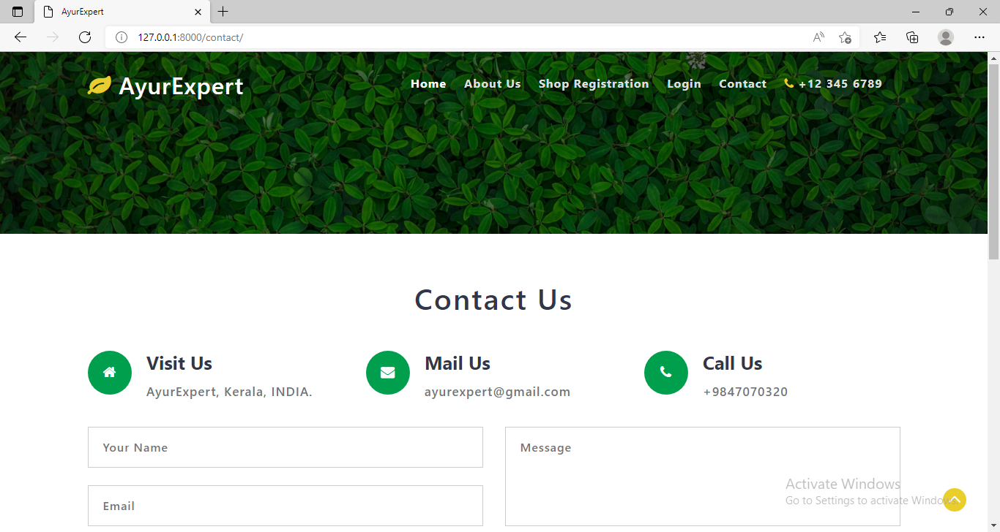 AyurExpert
127.0.0.1:8000/contact/
AyurExpert
Home About Us Shop Registration Login Contact +12 345 6789
Contact Us
Visit Us
AyurExpert, Kerala, INDIA.
Mail Us
ayurexpert@gmail.com
Call Us
+9847070320
Your Name
Email
Message
Activate Windows
Go to Settings to activate Windows.